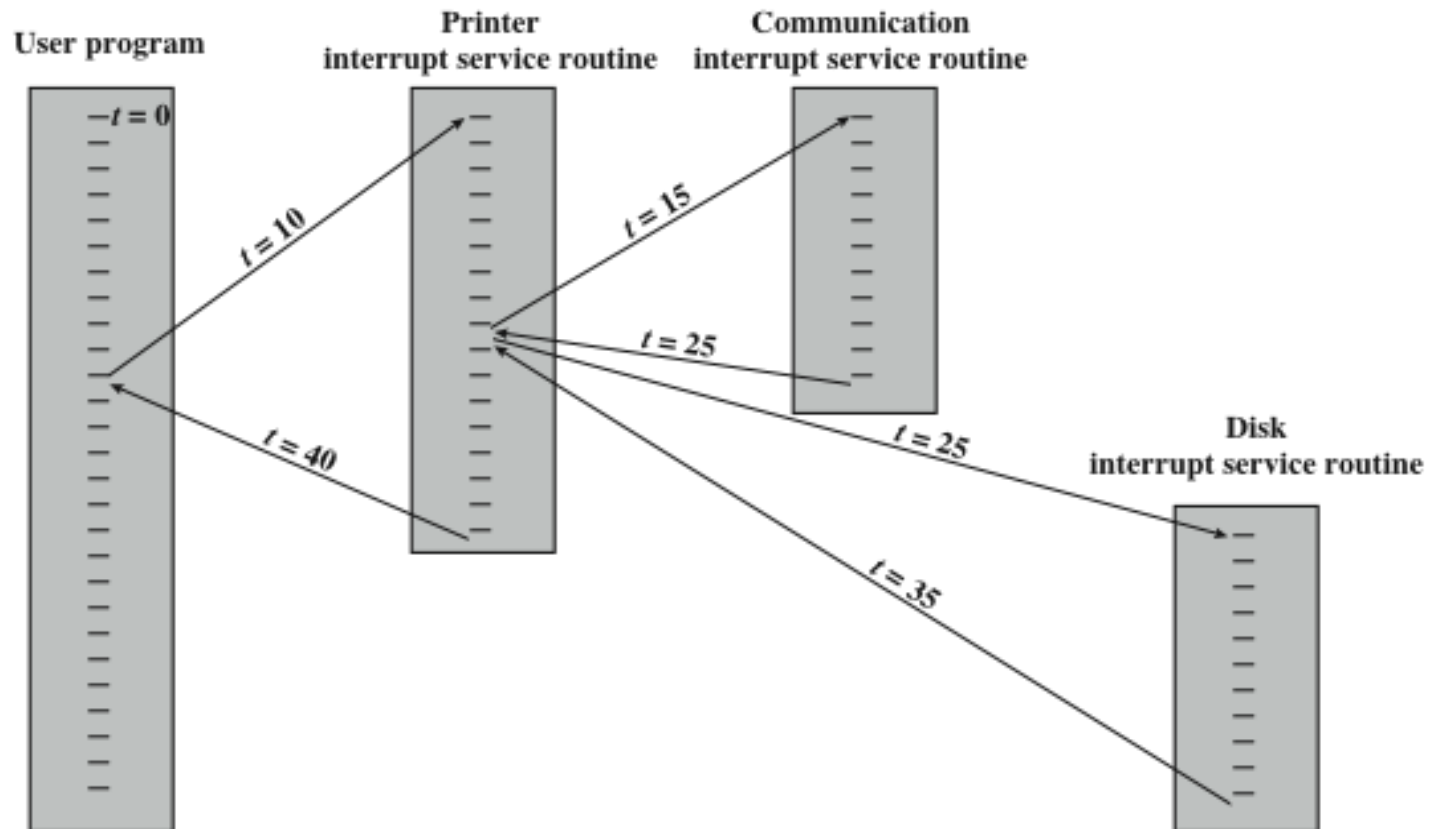 User program
Printer
interrupt service routine
Communication
interrupt service routine
t = 0
t = 10
t = 15
t = 25
t = 25
t = 40
Disk
interrupt service routine
t = 35